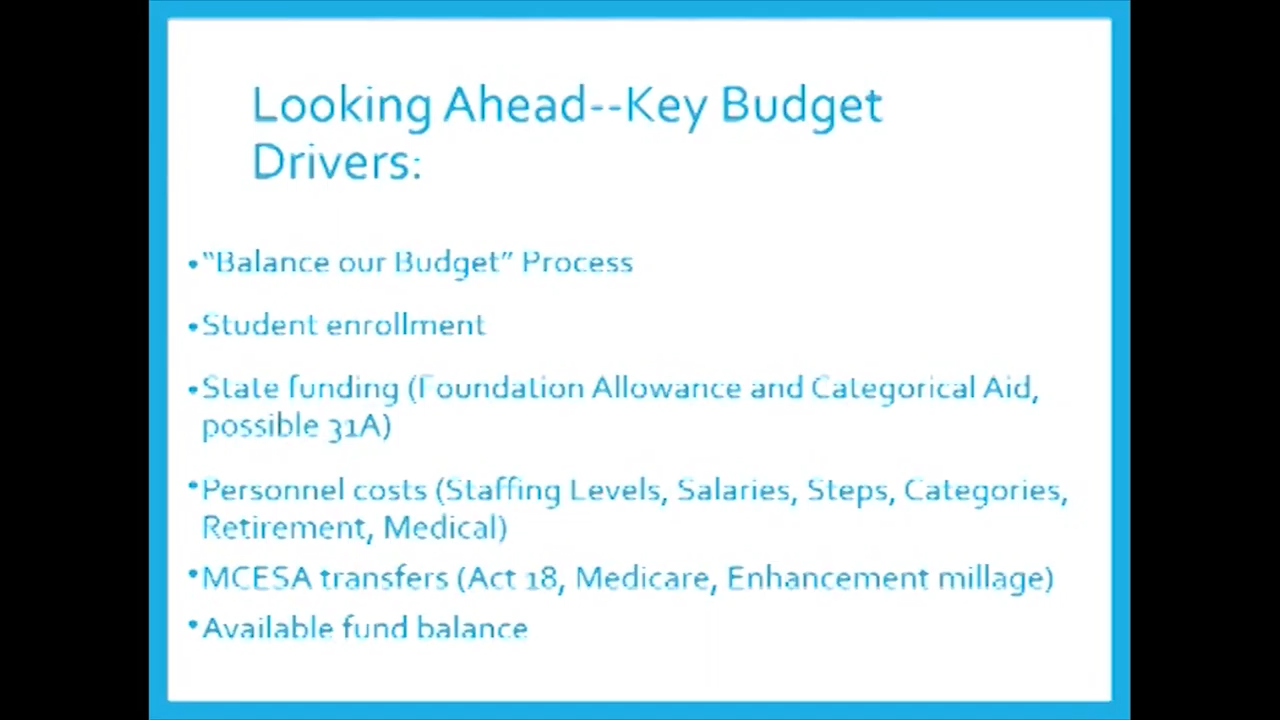 Looking Ahead--Key Budget
Drivers:
•“Balance our Budget” Process
•Student enrollment
•State funding (Foundation Allowance and Categorical Aid,
possible 31A)
•Personnel costs (Staffing Levels, Salaries, Steps, Categories,
Retirement, Medical)
•MCESA transfers (Act 18, Medicare, Enhancement millage)
•Available fund balance